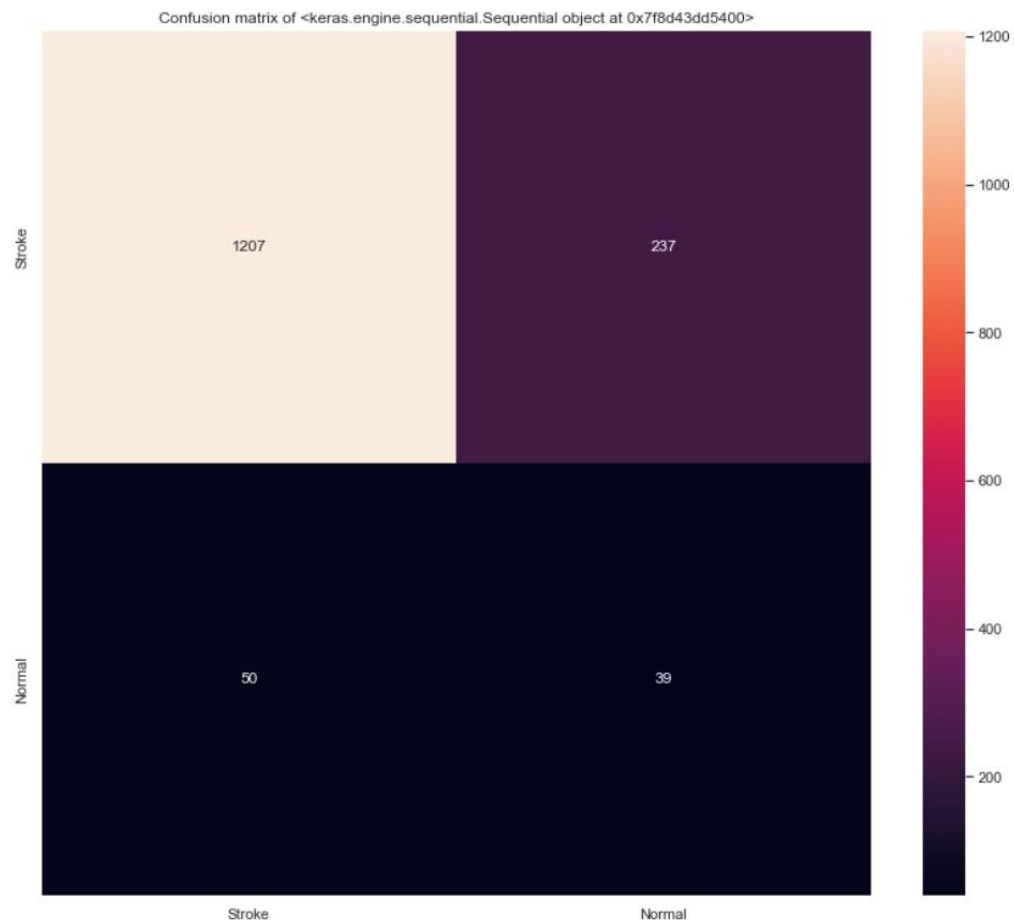 Confusion matrix of <keras.engine.sequential.Sequential object at 0x7f8d43dd5400>
1200
1000
800
600
400
200
Stroke
1207
237
Normal
50
39
Stroke
Normal